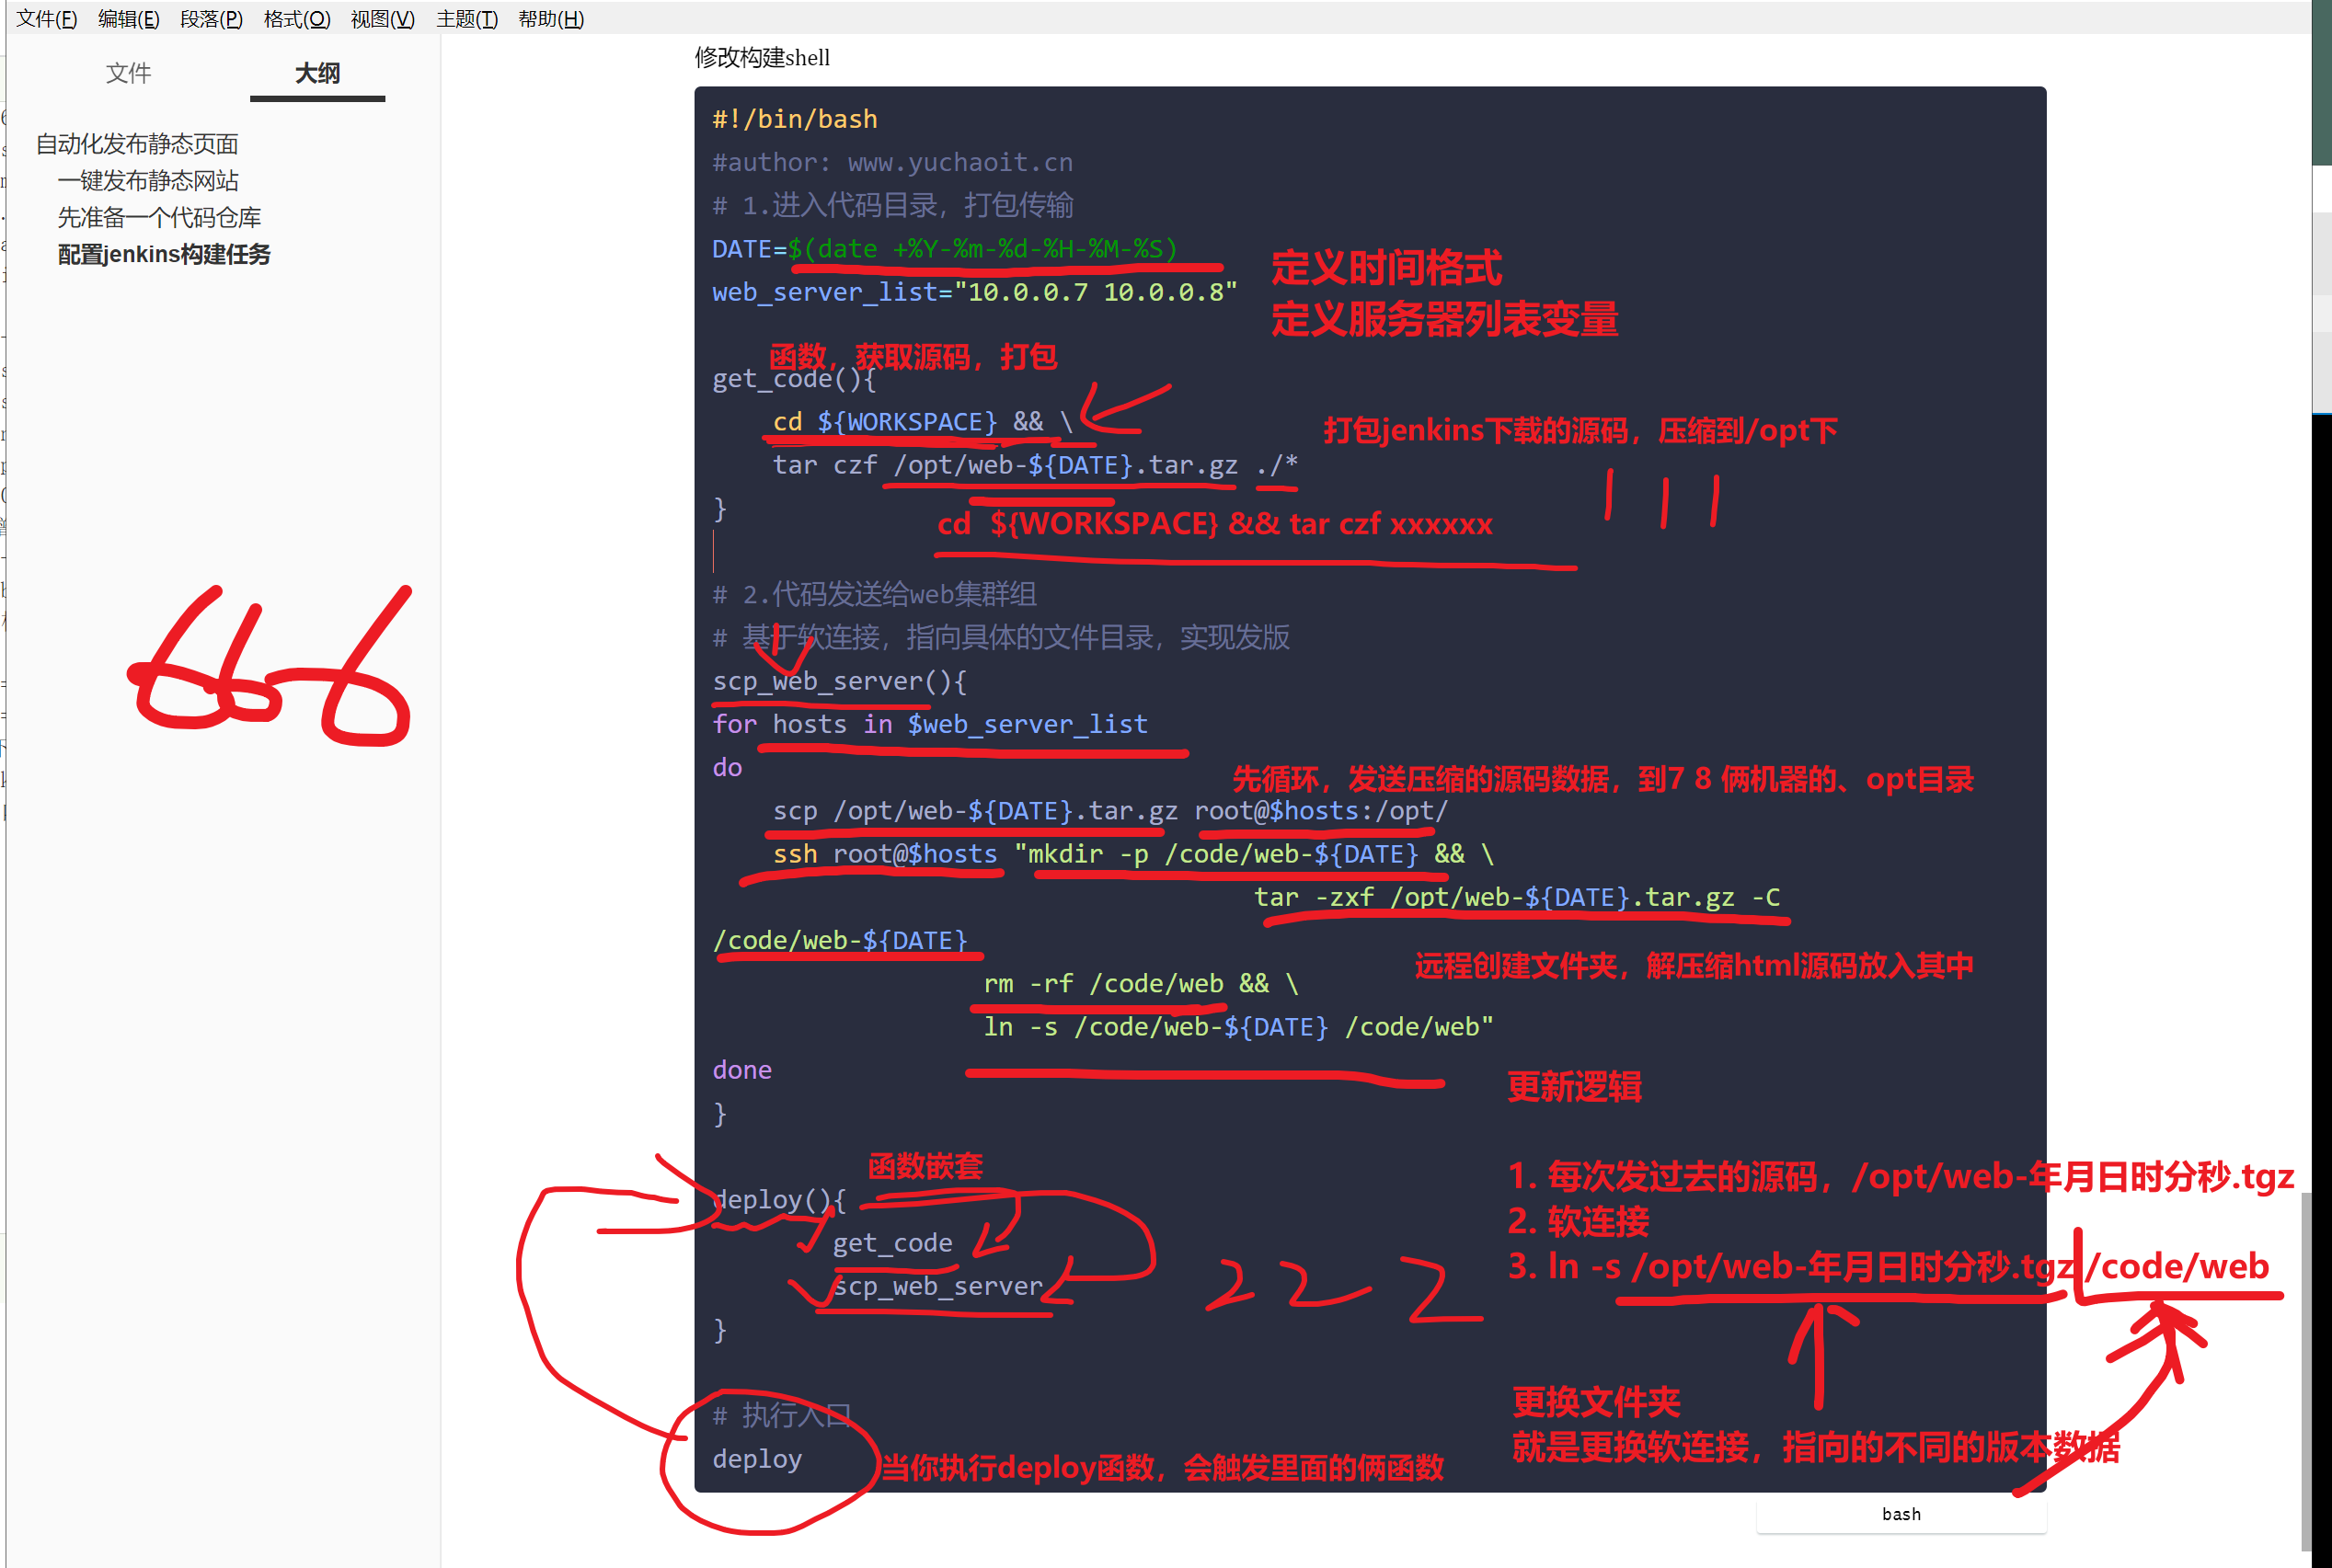 文件(F) 编辑(E) 段落(P) 格式(O) 视图(V) 主题(T) 帮助(H)
文件 大纲
自动化发布静态页面
一键发布静态网站
先准备一个代码仓库
配置jenkins构建任务
666
修改构建shell
#!/bin/bash
#author: www.yuchaoit.cn
# 1.进入代码目录，打包传输
DATE=$(date +%Y-%m-%d-%H-%M-%S)
定义时间格式
web_server_list="10.0.0.7 10.0.0.8"
定义服务器列表变量
函数，获取源码，打包
get_code(){
cd ${WORKSPACE} && \
打包jenkins下载的源码，压缩到/opt下
tar czf /opt/web-${DATE}.tar.gz ./*
111
}
cd ${WORKSPACE} && tar czf xxxxxx
# 2.代码发送给web集群组
# 基于软连接，指向具体的文件目录，实现发版
scp_web_server(){
for hosts in $web_server_list
do
先循环，发送压缩的源码数据，到7 8 俩机器的、opt目录
scp /opt/web-${DATE}.tar.gz root@$hosts:/opt/
ssh root@$hosts "mkdir -p /code/web-${DATE} && \
tar -zxf /opt/web-${DATE}.tar.gz -C
/code/web-${DATE}
远程创建文件夹，解压缩html源码放入其中
rm -rf /code/web && \
ln -s /code/web-${DATE} /code/web"
done
更新逻辑
}
函数嵌套
1. 每次发过去的源码，/opt/web-年月日时分秒.tgz
deploy(){
2. 软连接
get_code
3. ln -s /opt/web-年月日时分秒.tgz /code/web
scp_web_server
222
}
更换文件夹
# 执行入口
就是更换软连接，指向的不同的版本数据
deploy
当你执行deploy函数，会触发里面的俩函数
bash